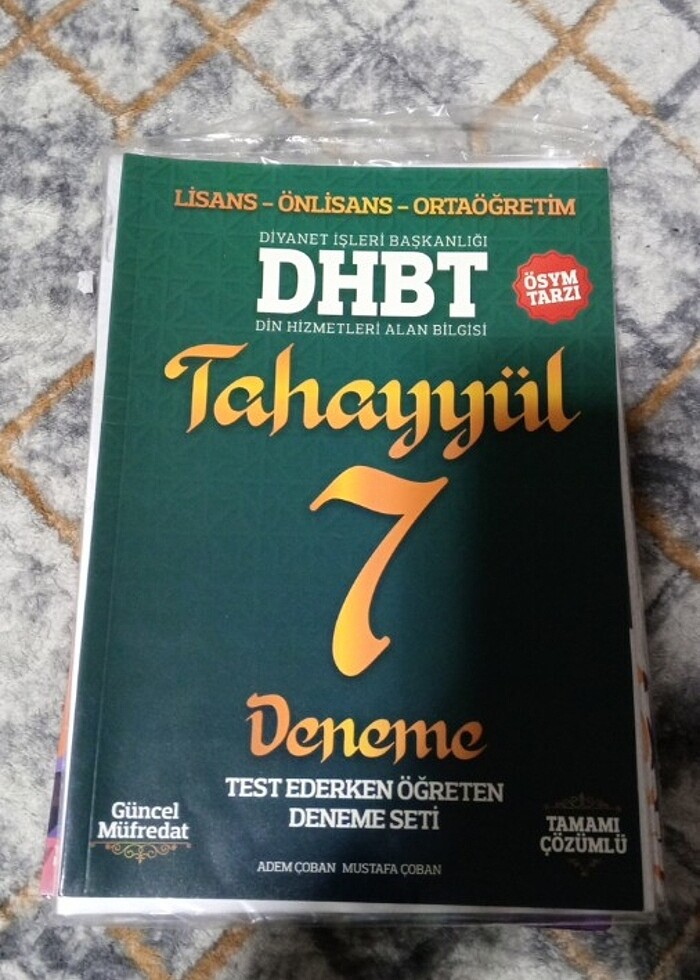 LİSANS - ÖNLİSANS - ORTAÖĞRETİM
DİYANET İŞLERİ BAŞKANLIĞI
DHBT
DİN HİZMETLERİ ALAN BİLGİSİ
ÖSYM
TARZI
Tahayyül
7
Deneme
TEST EDERKEN ÖĞRETEN
DENEME SETİ
Güncel
Müfredat
TAMAMI
ÇÖZÜMLÜ
ADEM ÇOBAN MUSTAFA ÇOBAN